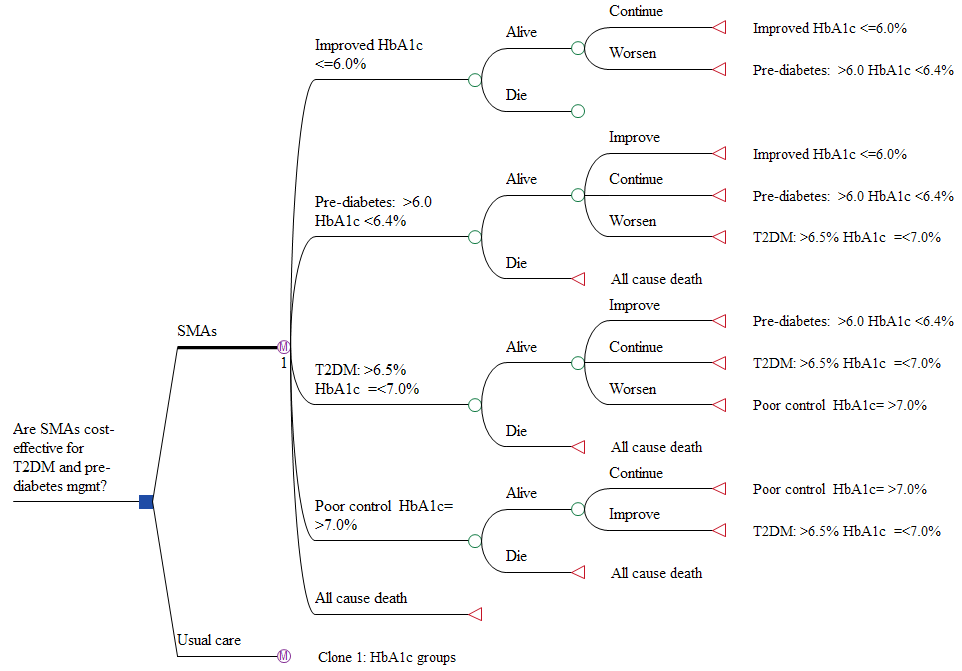 Continue
Alive
Improved HbA1c <=6.0%
Improved HbA1c
<=6.0%
Worsen
Pre-diabetes:  >6.0 HbA1c <6.4%
Die
Improve
Improved HbA1c <=6.0%
Alive
Continue
Pre-diabetes:  >6.0
HbA1c <6.4%
Pre-diabetes:  >6.0 HbA1c <6.4%
Worsen
T2DM: >6.5% HbA1c  =<7.0%
Die
All cause death
Improve
Pre-diabetes:  >6.0 HbA1c <6.4%
SMAs
M
1
Alive
Continue
T2DM: >6.5%
HbA1c  =<7.0%
T2DM: >6.5% HbA1c  =<7.0%
Worsen
Poor control  HbA1c= >7.0%
Are SMAs cost-
effective for
T2DM and pre-
diabetes mgmt?
Die
All cause death
Continue
Alive
Poor control  HbA1c= >7.0%
Poor control  HbA1c=
>7.0%
Improve
T2DM: >6.5% HbA1c  =<7.0%
Die
All cause death
All cause death
Usual care
M
Clone 1: HbA1c groups